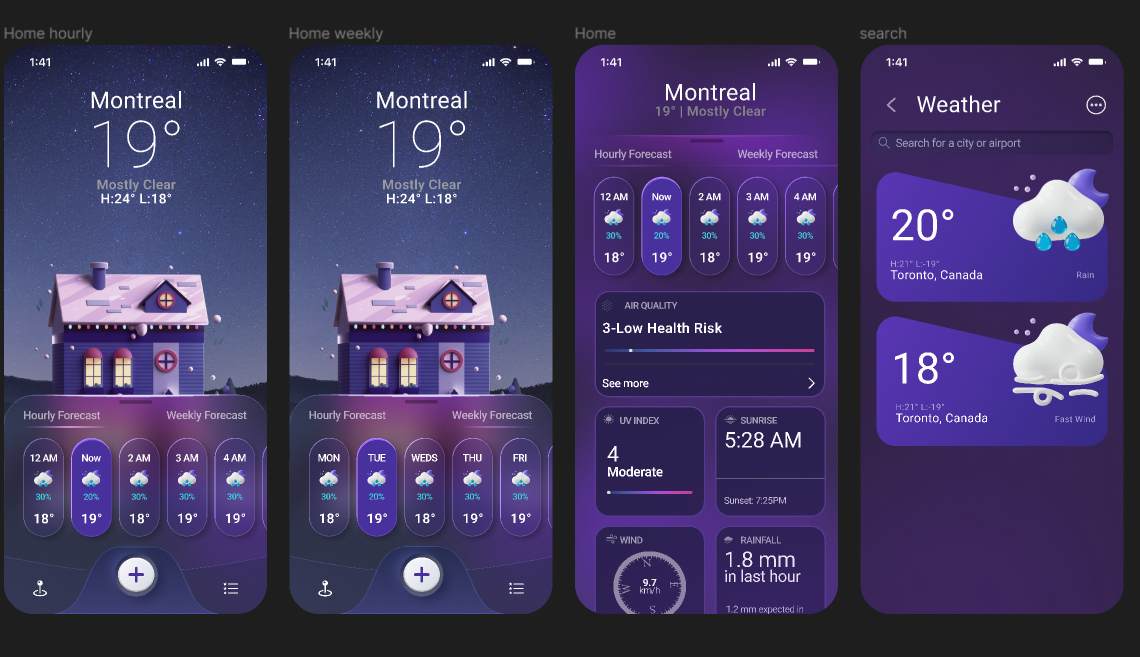 Home hourly
1:41
Montreal
19°
Mostly Clear
H:24° L:18°
Hourly Forecast
Weekly Forecast
12 AM
Now
2 AM
3 AM
4 AM
30%
20%
30%
30%
30%
18°
19°
18°
19°
19°
Home weekly
1:41
Montreal
19°
Mostly Clear
H:24° L:18°
Hourly Forecast
Weekly Forecast
MON
TUE
WEDS
THU
FRI
30%
20%
30%
30%
30%
18°
19°
18°
19°
19°
Home
1:41
Montreal
19° | Mostly Clear
Hourly Forecast
Weekly Forecast
12 AM
Now
2 AM
3 AM
4 AM
30%
20%
30%
30%
30%
18°
19°
18°
19°
19°
AIR QUALITY
3-Low Health Risk
See more
UV INDEX
4
Moderate
SUNRISE
5:28 AM
Sunset: 7:25PM
WIND
N
W
E
S
9.7
km/h
RAINFALL
1.8 mm
in last hour
1.2 mm expected in
search
1:41
Weather
Search for a city or airport
20°
H:21° L:-19°
Toronto, Canada
Rain
18°
H:21° L:-19°
Toronto, Canada
Fast Wind